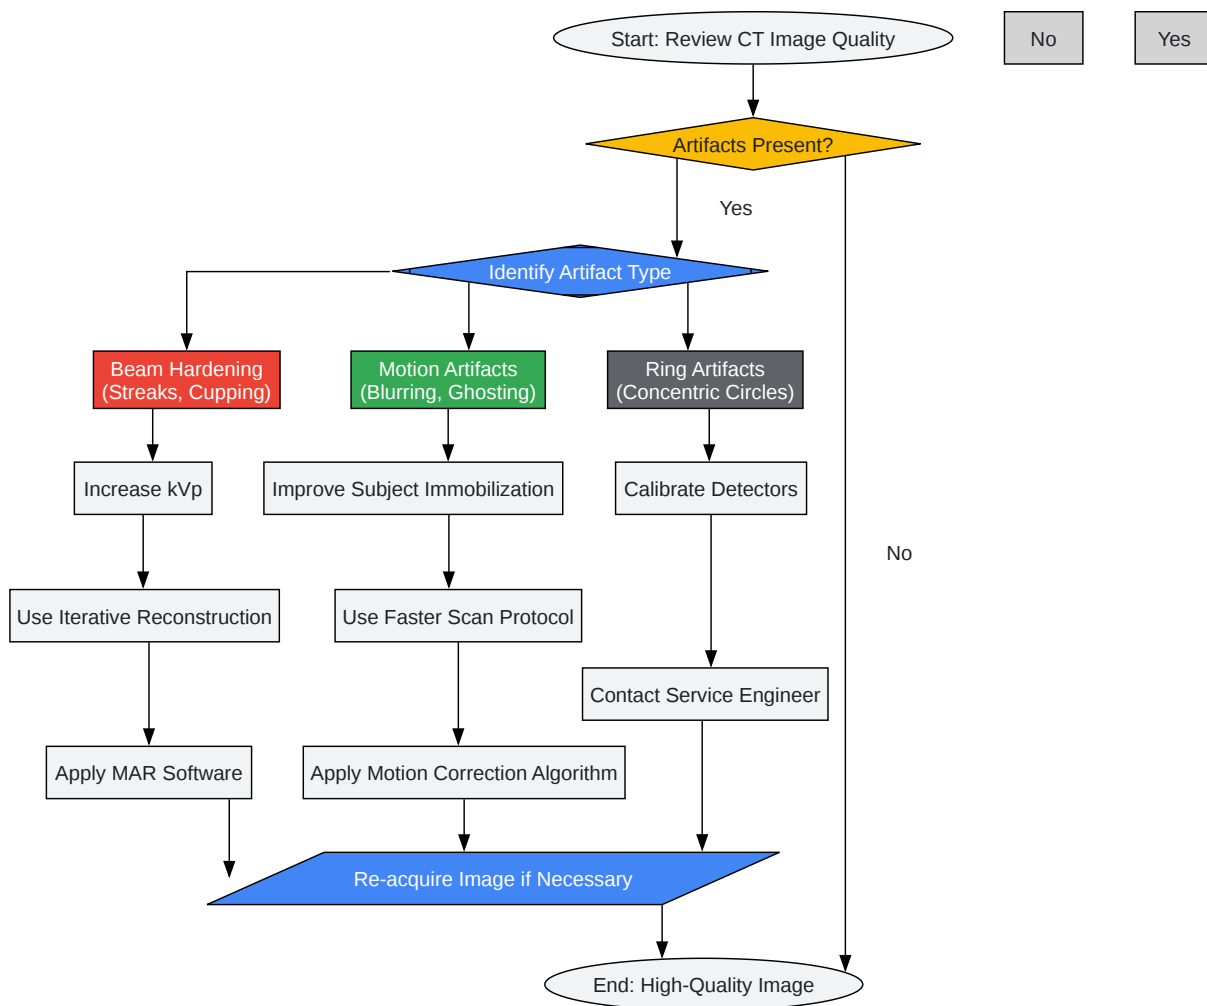 Start: Review CT Image Quality
No
Yes
Artifacts Present?
Yes
Identify Artifact Type
Beam Hardening
(Streaks, Cupping)
Motion Artifacts
(Blurring, Ghosting)
Ring Artifacts
(Concentric Circles)
Increase kVp
Improve Subject Immobilization
Calibrate Detectors
No
Use Iterative Reconstruction
Use Faster Scan Protocol
Contact Service Engineer
Apply MAR Software
Apply Motion Correction Algorithm
Re-acquire Image if Necessary
End: High-Quality Image